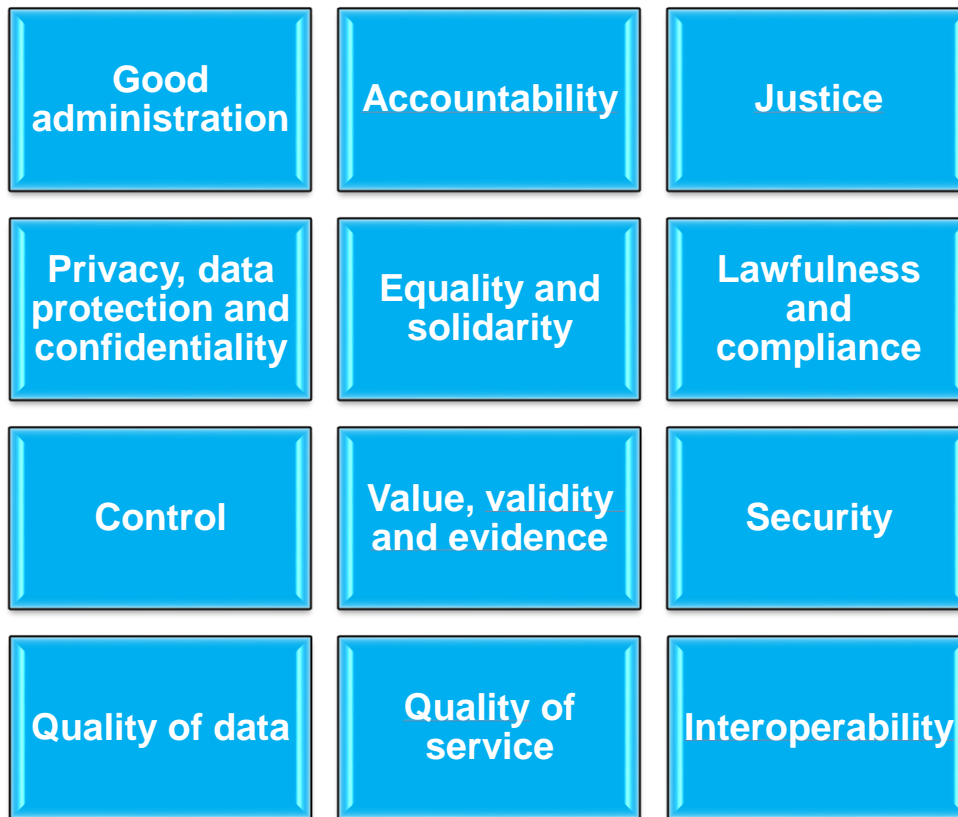 Good
administration
Accountability
Justice
Privacy, data
protection and
confidentiality
Equality and
solidarity
Lawfulness
and
compliance
Control
Value, validity
and evidence
Security
Quality of data
Quality of
service
Interoperability